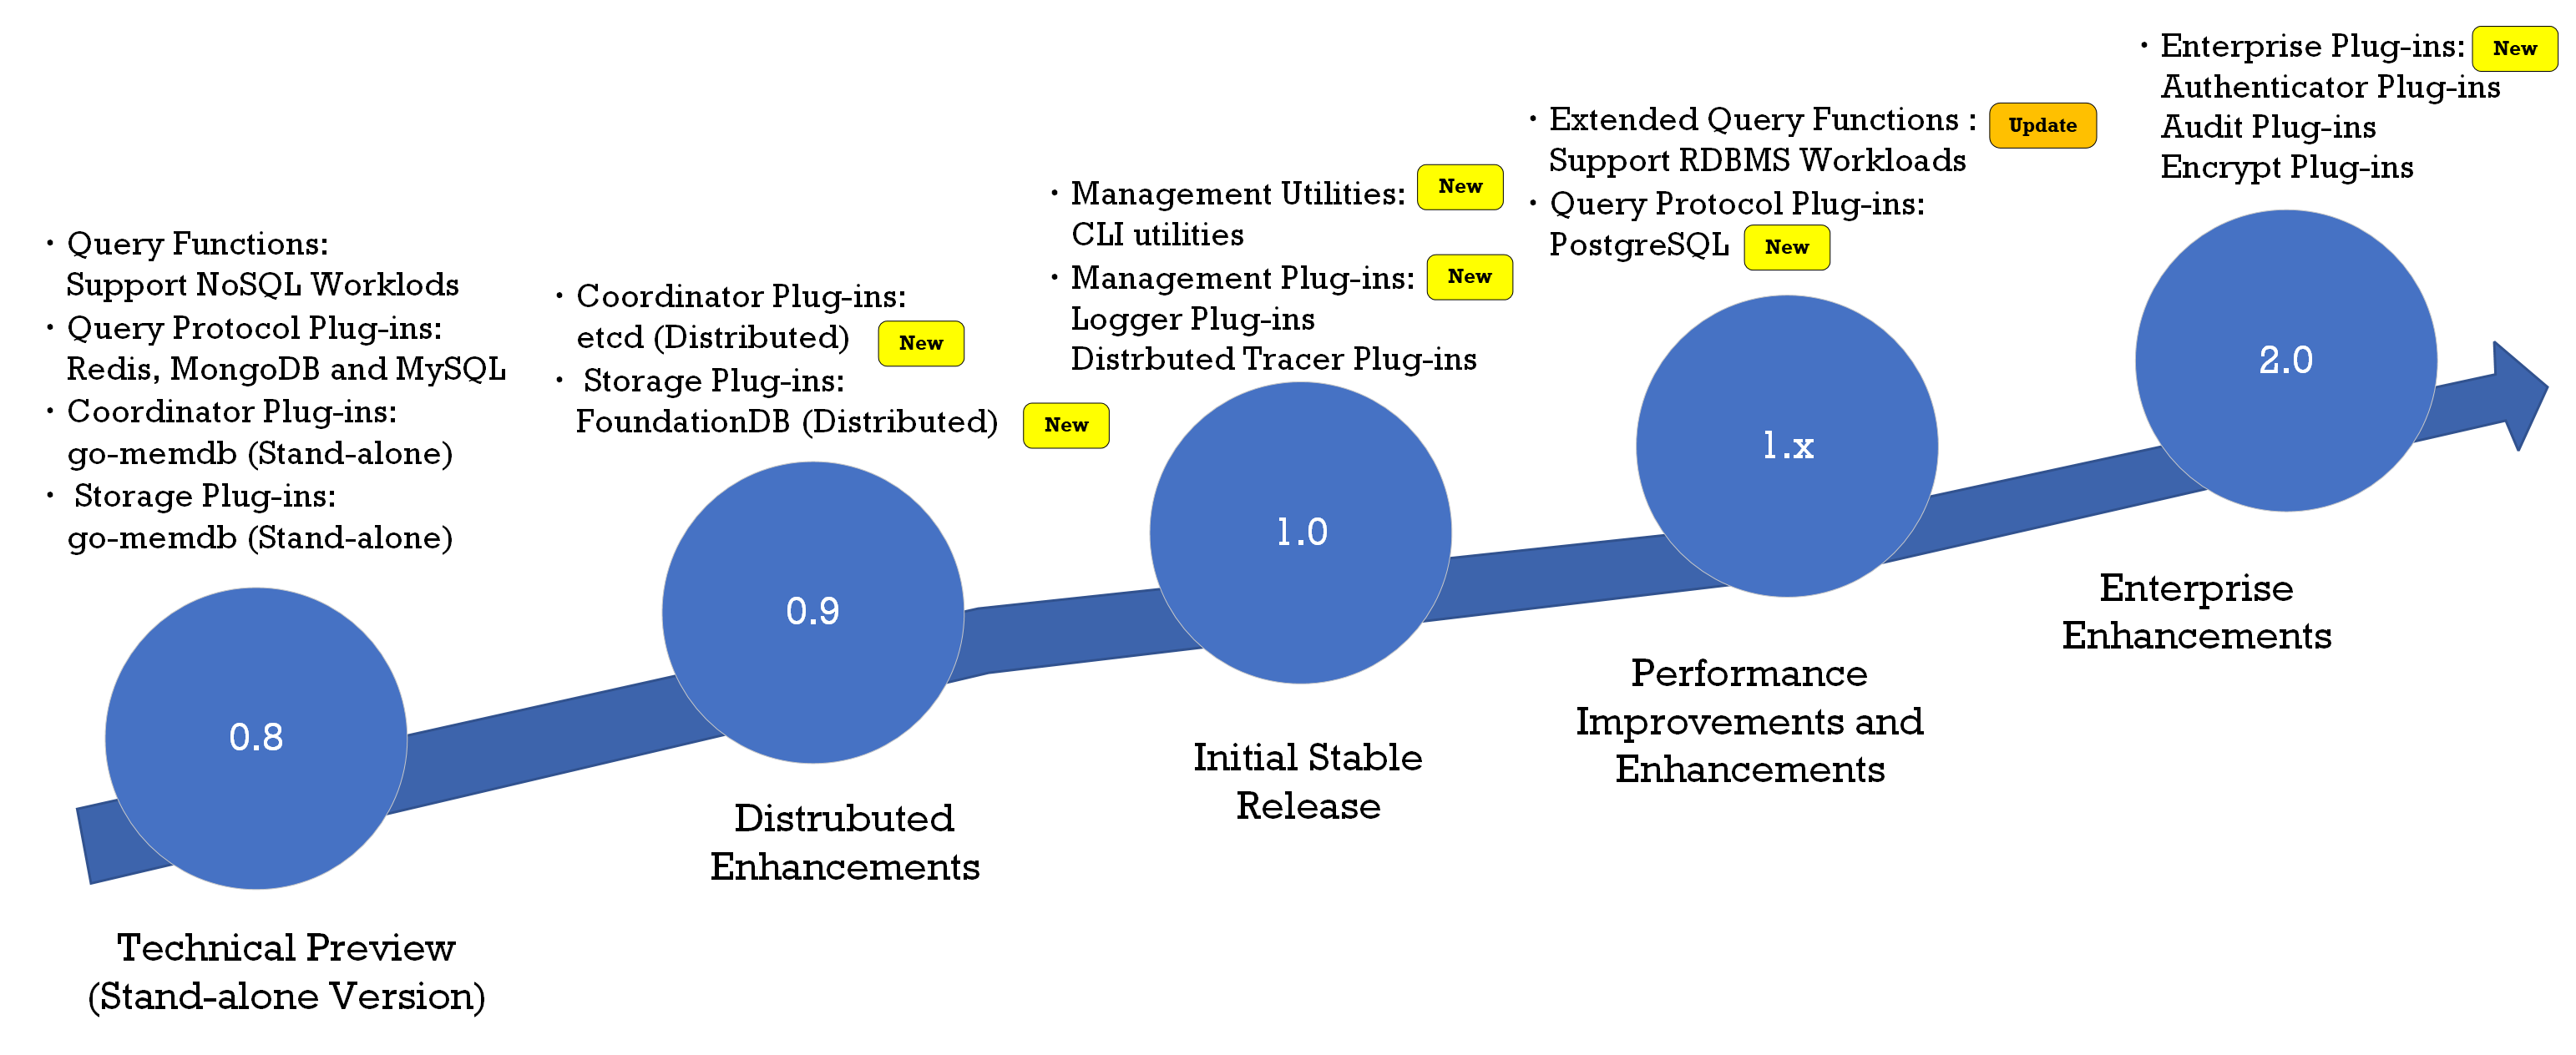 ・Query Functions:
Support NoSQL Worklods
・Query Protocol Plug-ins:
Redis, MongoDB and MySQL
・Coordinator Plug-ins:
go-memdb (Stand-alone)
・Storage Plug-ins:
go-memdb (Stand-alone)
0.8
Technical Preview
(Stand-alone Version)
・Coordinator Plug-ins:
etcd (Distributed) New
・Storage Plug-ins:
FoundationDB (Distributed) New
0.9
Distrubuted
Enhancements
・Management Utilities: New
CLI utilities
・Management Plug-ins: New
Logger Plug-ins
Distrbuted Tracer Plug-ins
1.0
Initial Stable
Release
・Extended Query Functions : Update
Support RDBMS Workloads
・Query Protocol Plug-ins:
PostgreSQL New
1.x
Performance
Improvements and
Enhancements
・Enterprise Plug-ins: New
Authenticator Plug-ins
Audit Plug-ins
Encrypt Plug-ins
2.0
Enterprise
Enhancements